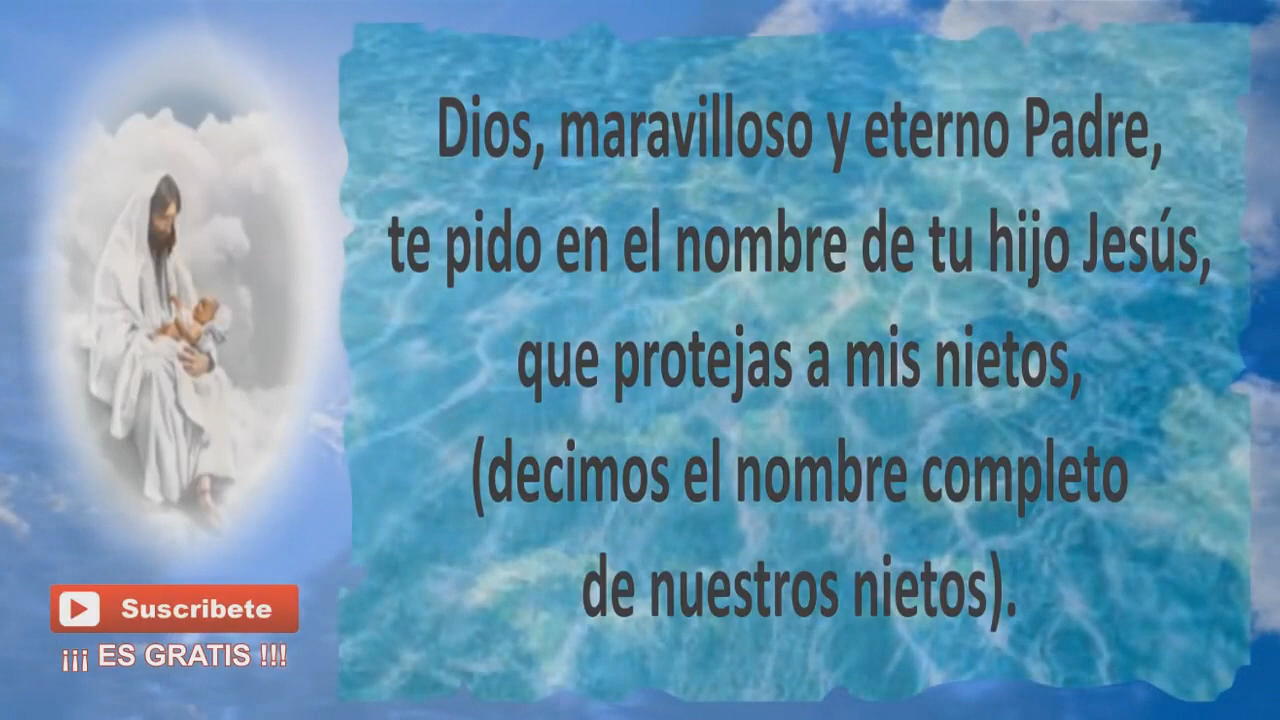 Dios, maravilloso y eterno Padre,
te pido en el nombre de tu hijo Jesús,
que protejas a mis nietos,
(decimos el nombre completo
de nuestros nietos).
Suscribete
¡¡¡ ES GRATIS !!!